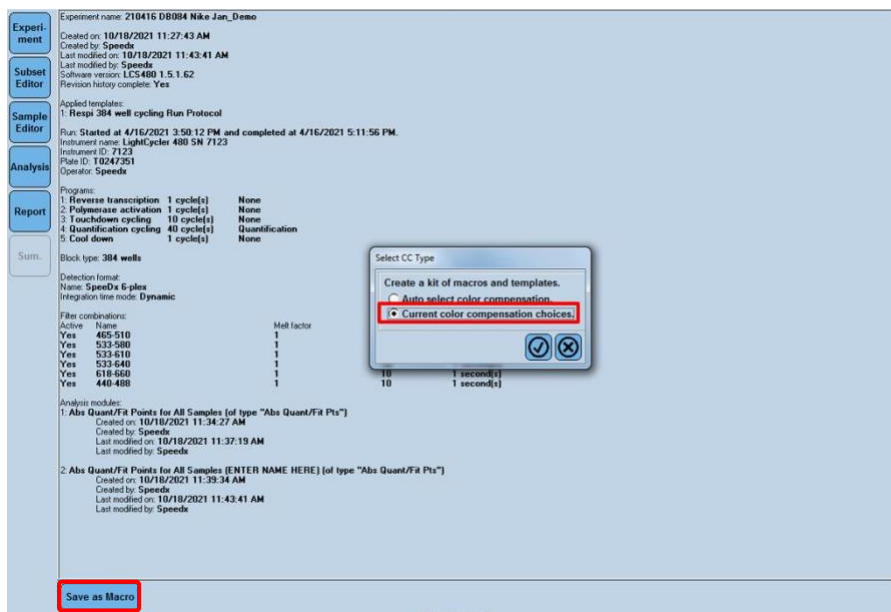 Experi-
ment
Subset
Editor
Sample
Editor
Analysis
Report
Sum.
Experiment name: 210416 DB084 Nike Jan_Demo
Created on: 10/18/2021 11:27:43 AM
Created by: Speedx
Last modified on: 10/18/2021 11:43:41 AM
Last modified by: Speedx
Software version: LCS480 1.5.1.62
Revision history complete: Yes
Applied templates:
1: Respi 384 well cycling Run Protocol
Run: Started at 4/16/2021 3:50:12 PM and completed at 4/16/2021 5:11:56 PM.
Instrument name: LightCycler 480 SN 7123
Instrument ID: 7123
Plate ID: T0247351
Operator: Speedx
Programs:
1: Reverse transcription 1 cycle(s) None
2: Polymerase activation 1 cycle(s) None
3: Touchdown cycling 10 cycle(s) None
4: Quantification cycling 40 cycle(s) Quantification
5: Cool down 1 cycle(s) None
Block type: 384 wells
Detection format:
Name: SpeeDx 6-plex
Integration time mode: Dynamic
Filter combinations:
Active Name Melt factor
Yes 465-510 1
Yes 533-580 1
Yes 533-610 1
Yes 533-640 1
Yes 618-660 1 10 1 second(s)
Yes 440-488 1 10 1 second(s)
Analysis modules:
1: Abs Quant/Fit Points for All Samples (of type "Abs Quant/Fit Pts")
Created on: 10/18/2021 11:34:27 AM
Created by: Speedx
Last modified on: 10/18/2021 11:37:19 AM
Last modified by: Speedx
2: Abs Quant/Fit Points for All Samples (ENTER NAME HERE) (of type "Abs Quant/Fit Pts")
Created on: 10/18/2021 11:39:34 AM
Created by: Speedx
Last modified on: 10/18/2021 11:43:41 AM
Last modified by: Speedx
Select CC Type
Create a kit of macros and templates.
Auto select color compensation.
Current color compensation choices.
Save as Macro